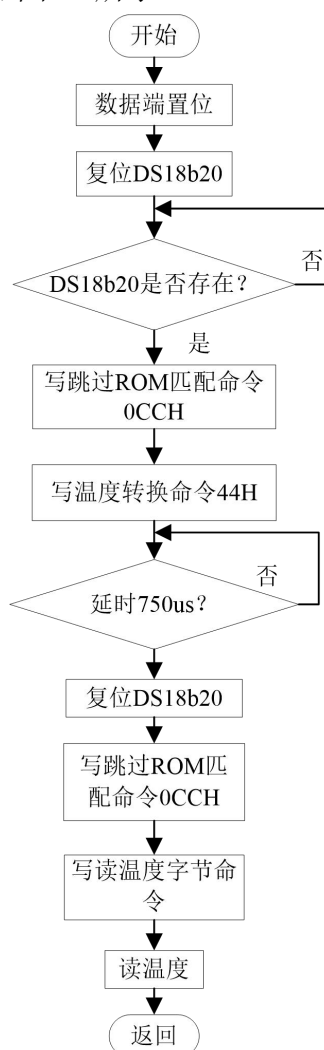 开始
数据端置位
复位DS18b20
DS18b20是否存在？
否
是
写跳过ROM匹配命令
0CCH
写温度转换命令44H
否
延时750us？
复位DS18b20
写跳过ROM匹
配命令0CCH
写读温度字节命
令
读温度
返回